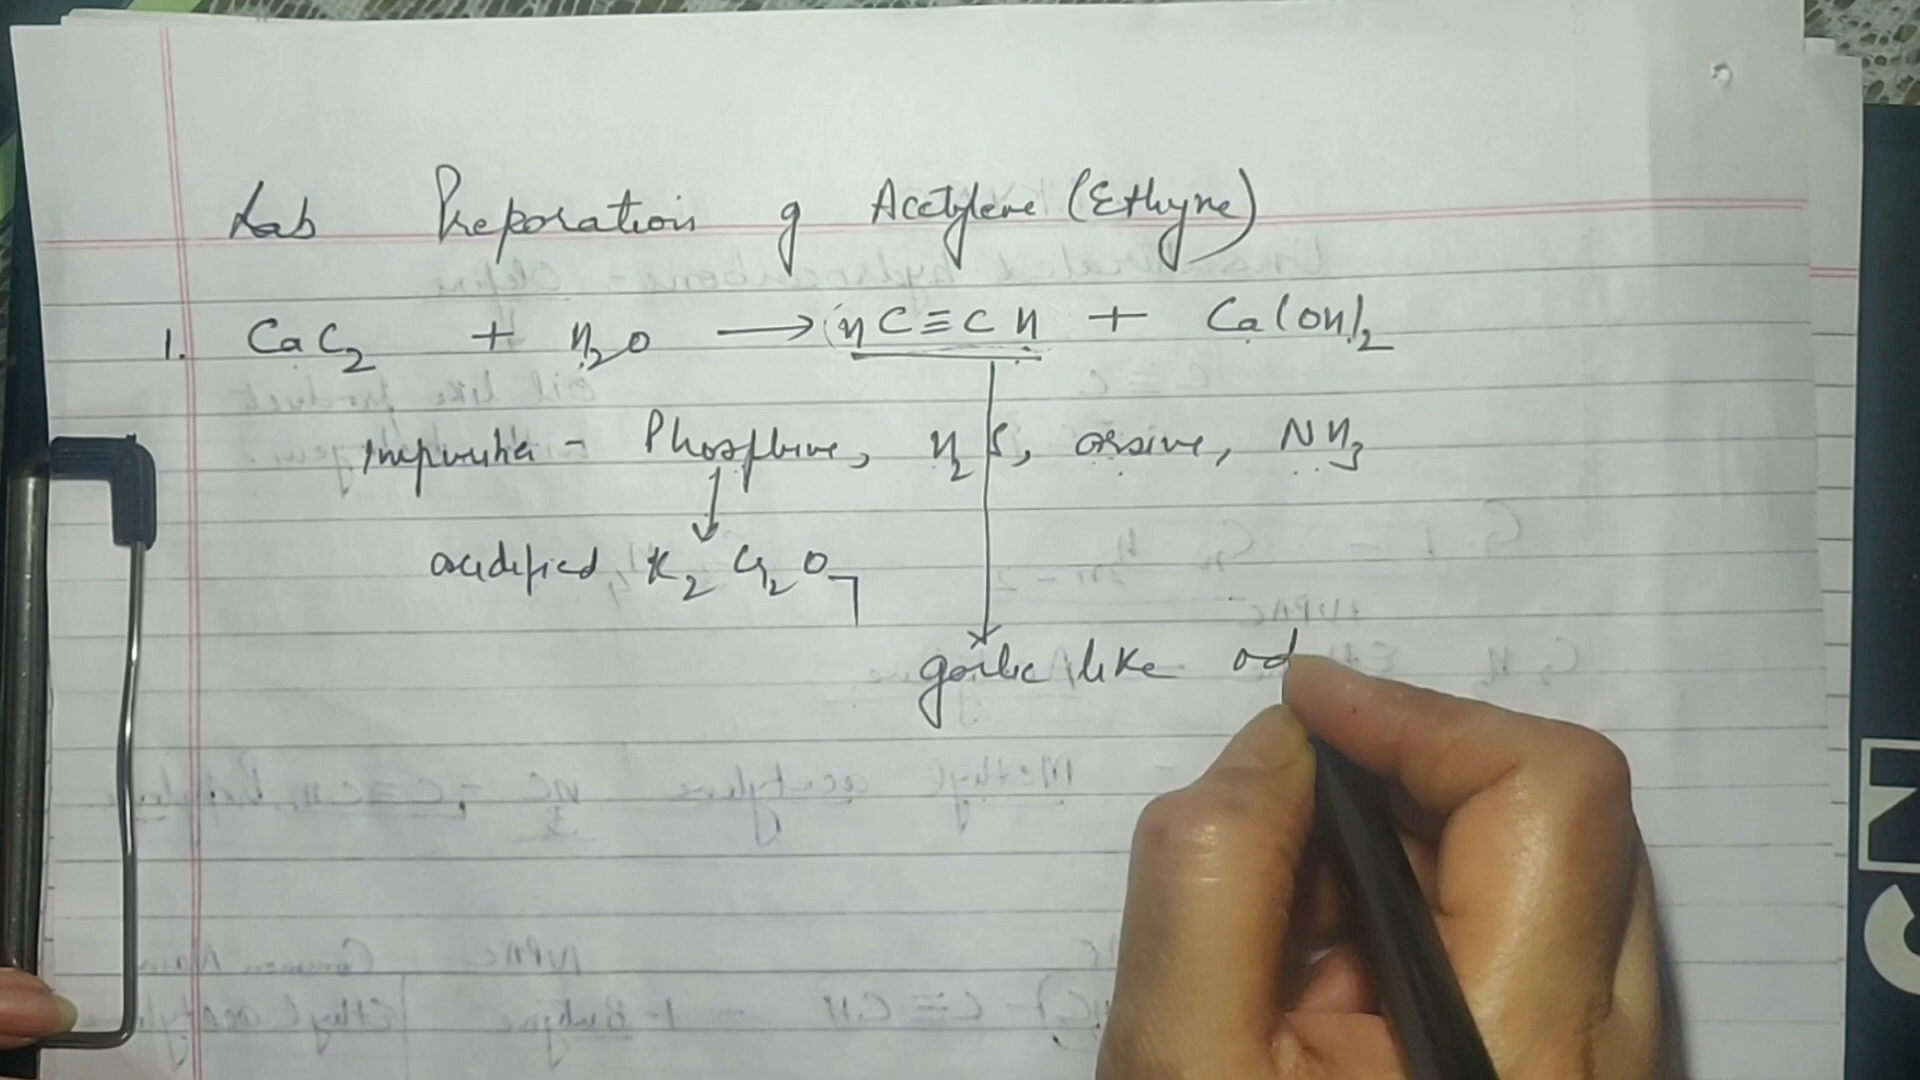 Lab Preparation of Acetylene (Ethyne)
1. CaC2 + H2O → HC≡CH + Ca(OH)2
Impurities - Phosphine, H2S, arsine, NH3
acidified K2Cr2O7
garlic like od
CN